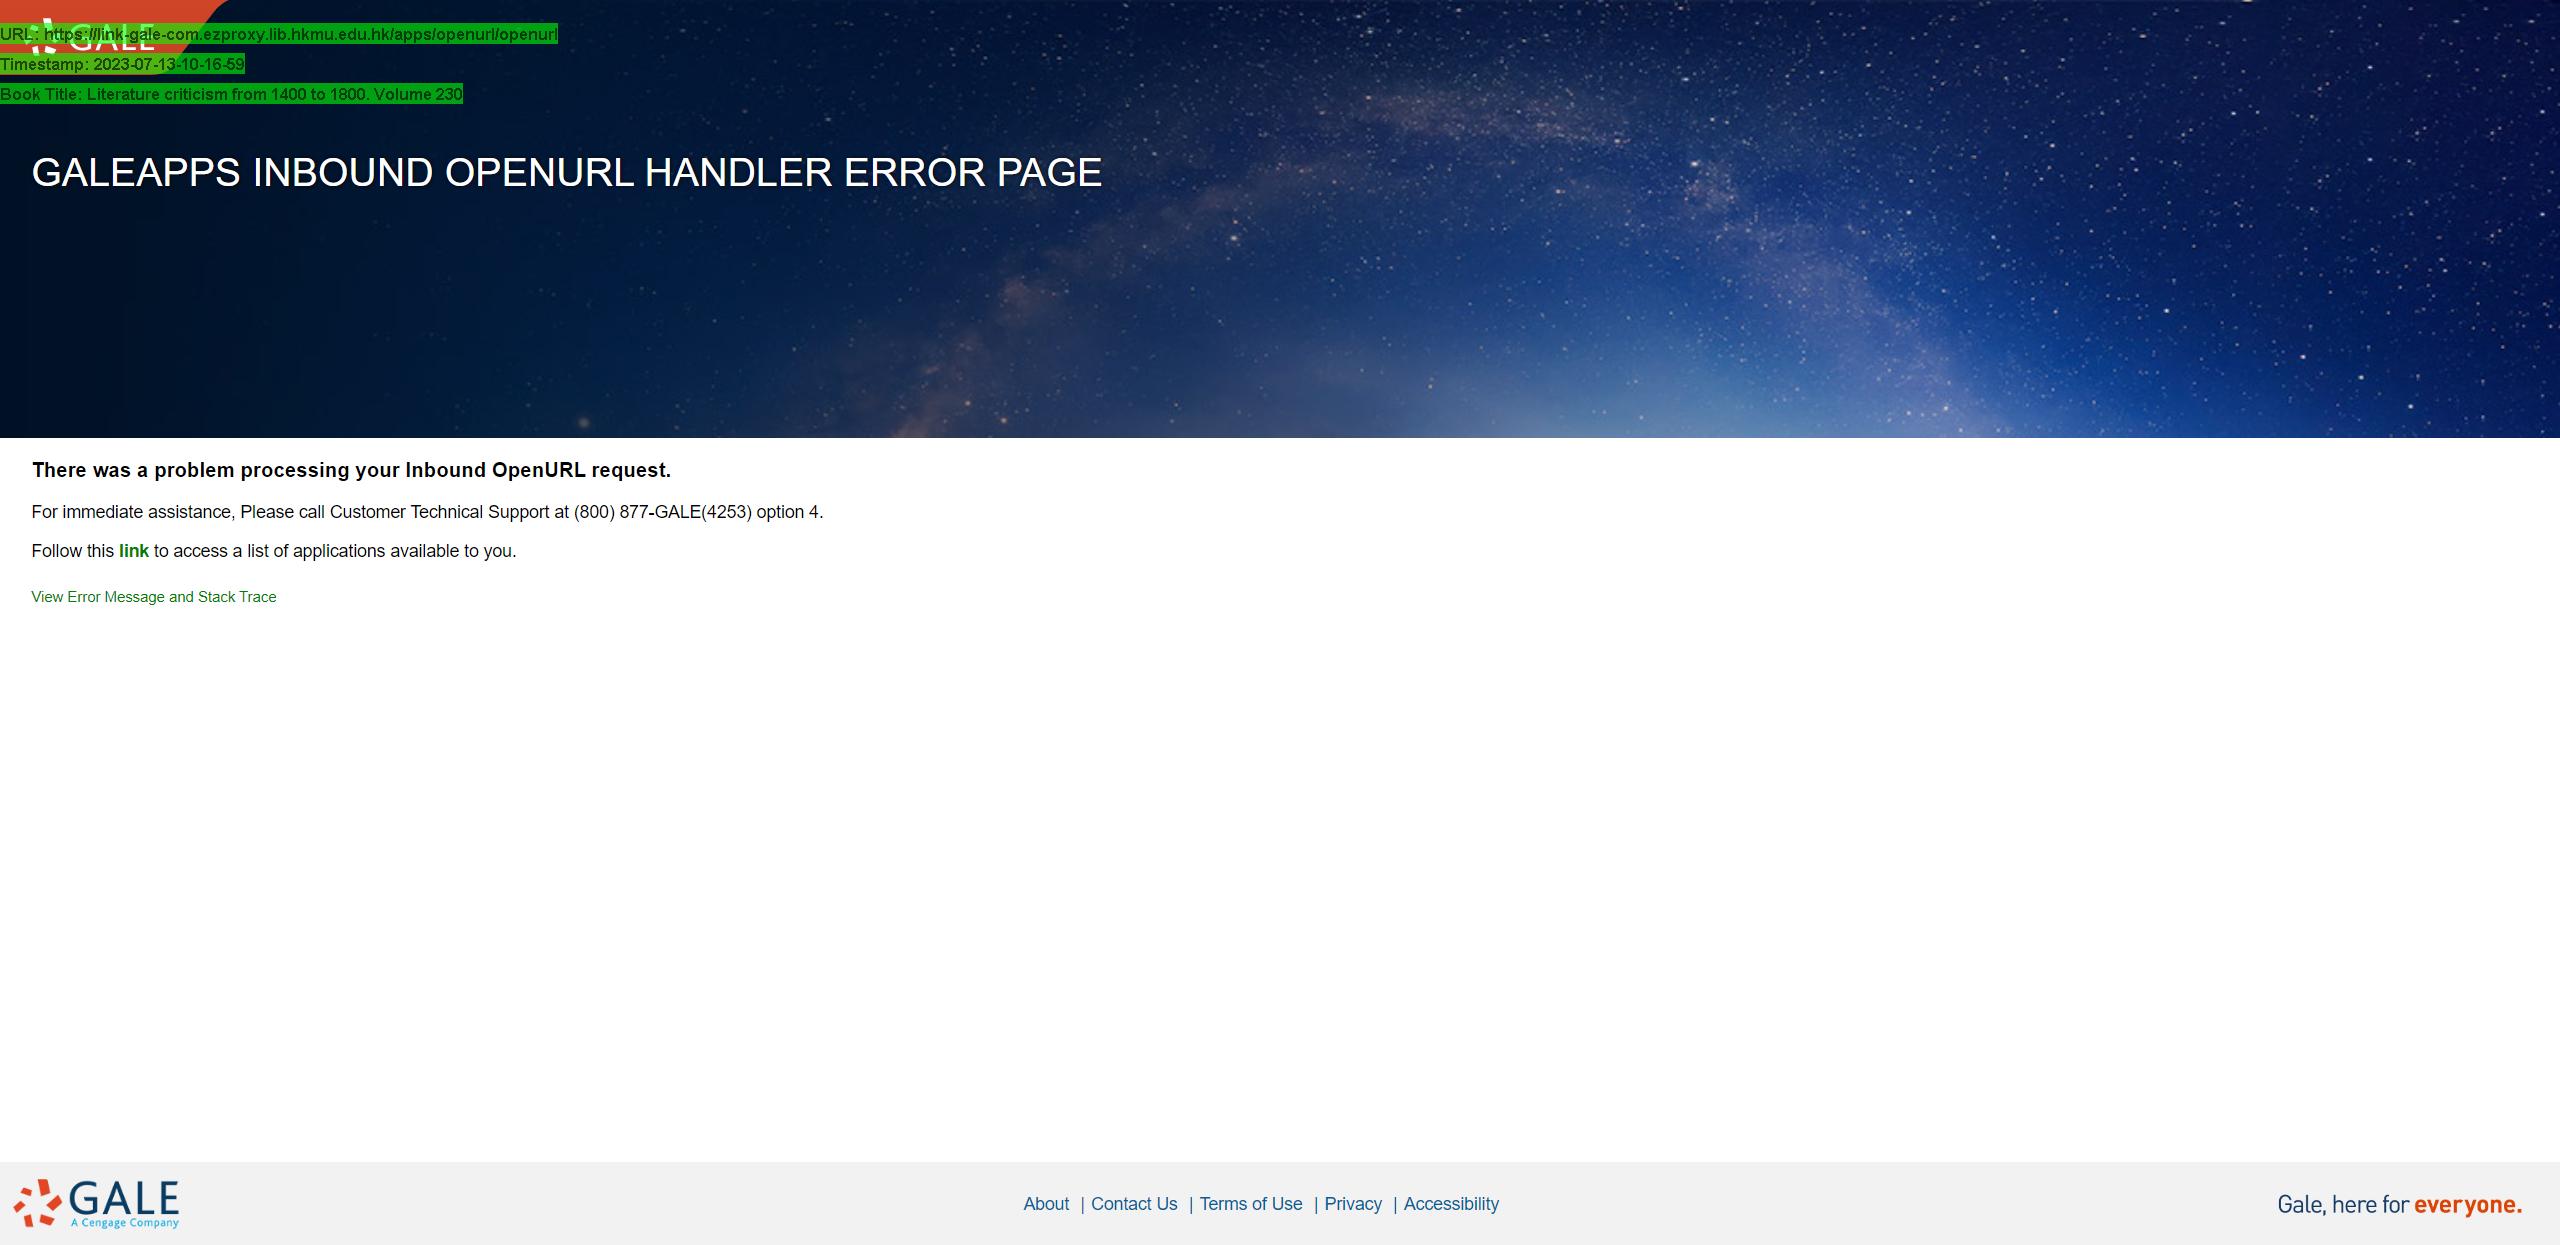 GALE
URL: https://link-gale-com.ezproxy.lib.hkmu.edu.hk/apps/openurl/openurl
Timestamp: 2023-07-13-10-16-59
Book Title: Literature criticism from 1400 to 1800. Volume 230
GALEAPPS INBOUND OPENURL HANDLER ERROR PAGE
There was a problem processing your Inbound OpenURL request.
For immediate assistance, Please call Customer Technical Support at (800) 877-GALE(4253) option 4.
Follow this link to access a list of applications available to you.
View Error Message and Stack Trace
GALE
A Cengage Company
About | Contact Us | Terms of Use | Privacy | Accessibility
Gale, here for everyone.